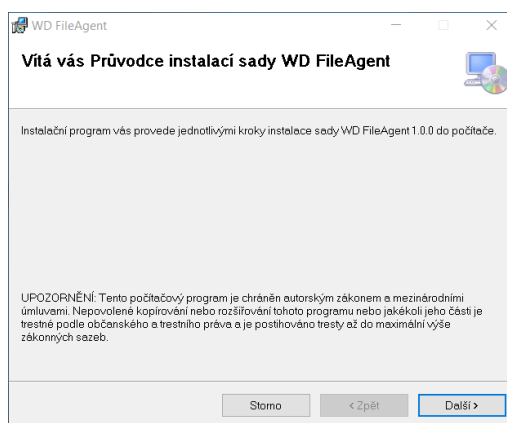 WD FileAgent
Vítá vás Průvodce instalací sady WD FileAgent
Instalační program vás provede jednotlivými kroky instalace sady WD FileAgent 1.0.0 do počítače.
UPOZORNĚNÍ: Tento počítačový program je chráněn autorským zákonem a mezinárodními
úmluvami. Nepovolené kopírování nebo rozšiřování tohoto programu nebo jakékoli jeho části je
trestné podle občanského a trestního práva a je postihováno tresty až do maximální výše
zákonných sazeb.
Storno
< Zpět
Další >